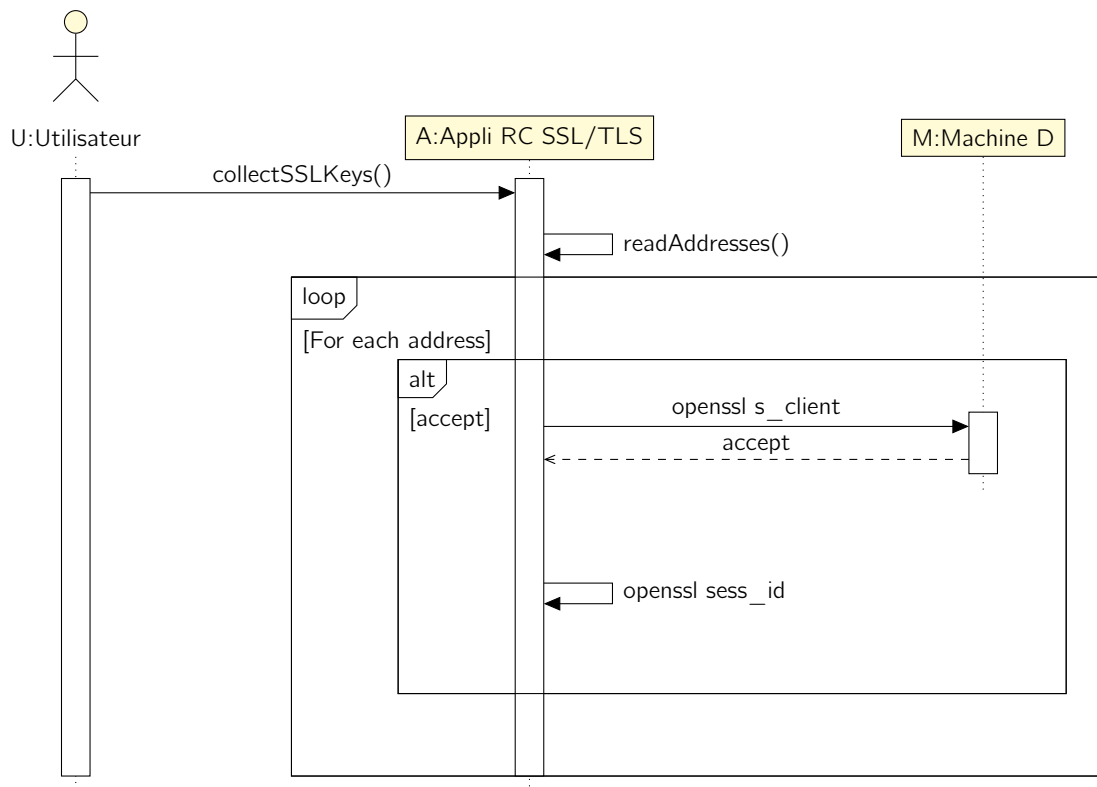 U:Utilisateur
A:Appli RC SSL/TLS
M:Machine D
collectSSLKeys()
readAddresses()
loop
[For each address]
alt
[accept]
openssl s_client
accept
openssl sess_id